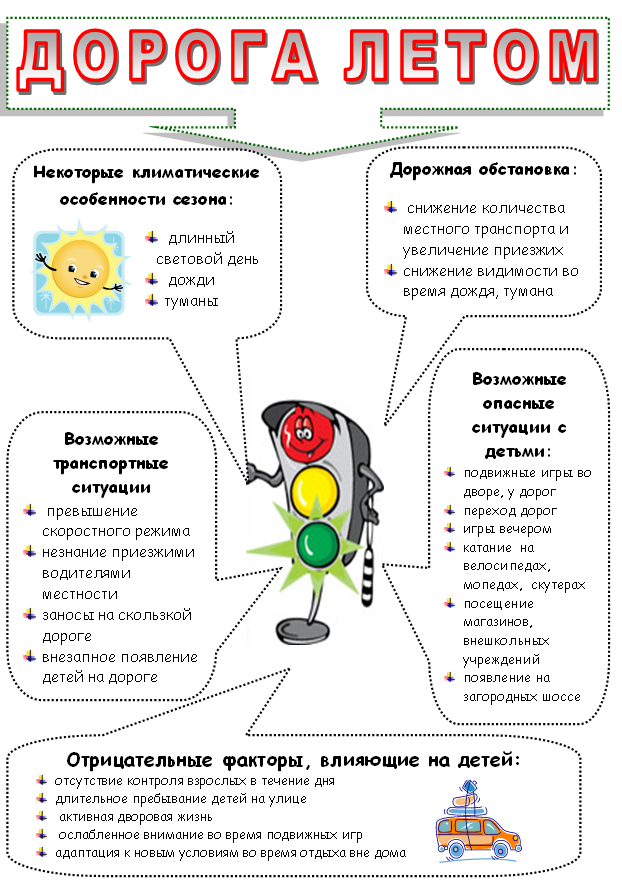 ДОРОГА ЛЕТОМ
Некоторые климатические
особенности сезона:
длинный
световой день
дожди
туманы
Дорожная обстановка:
снижение количества
местного транспорта и
увеличение приезжих
снижение видимости во
время дождя, тумана
Возможные
транспортные
ситуации
превышение
скоростного режима
незнание приезжими
водителями
местности
заносы на скользкой
дороге
внезапное появление
детей на дороге
Возможные
опасные
ситуации с
детьми:
подвижные игры во
дворе, у дорог
переход дорог
игры вечером
катание на
велосипедах,
мопедах, скутерах
посещение
магазинов,
внешкольных
учреждений
появление на
загородных шоссе
Отрицательные факторы, влияющие на детей:
отсутствие контроля взрослых в течение дня
длительное пребывание детей на улице
активная дворовая жизнь
ослабленное внимание во время подвижных игр
адаптация к новым условиям во время отдыха вне дома